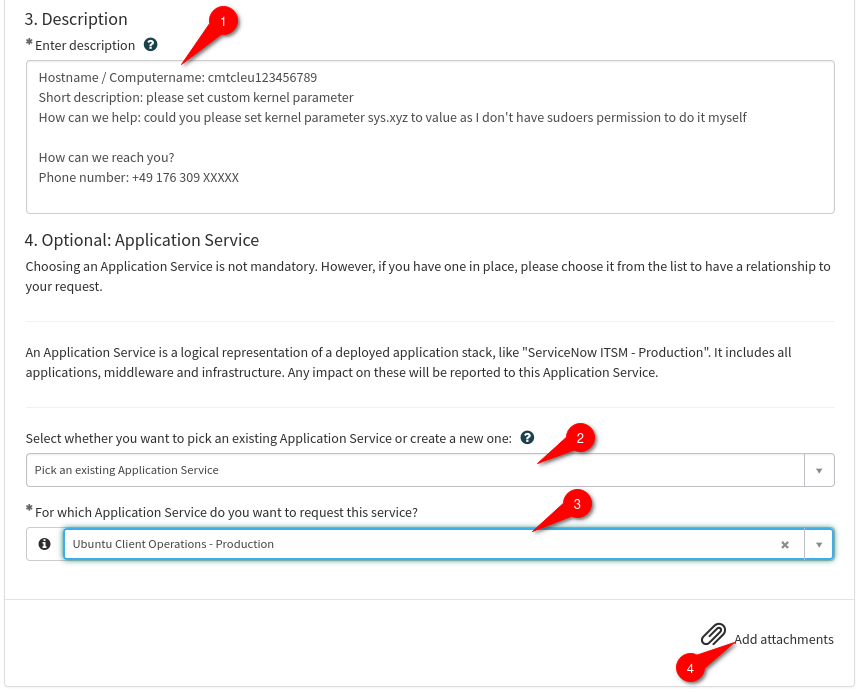 3. Description
1
* Enter description ?
Hostname / Computername: cmtcleu123456789
Short description: please set custom kernel parameter
How can we help: could you please set kernel parameter sys.xyz to value as I don't have sudoers permission to do it myself
How can we reach you?
Phone number: +49 176 309 XXXXX
4. Optional: Application Service
Choosing an Application Service is not mandatory. However, if you have one in place, please choose it from the list to have a relationship to
your request.
An Application Service is a logical representation of a deployed application stack, like "ServiceNow ITSM - Production". It includes all
applications, middleware and infrastructure. Any impact on these will be reported to this Application Service.
Select whether you want to pick an existing Application Service or create a new one: ?
2
Pick an existing Application Service
* For which Application Service do you want to request this service?
3
Ubuntu Client Operations - Production
Add attachments
4